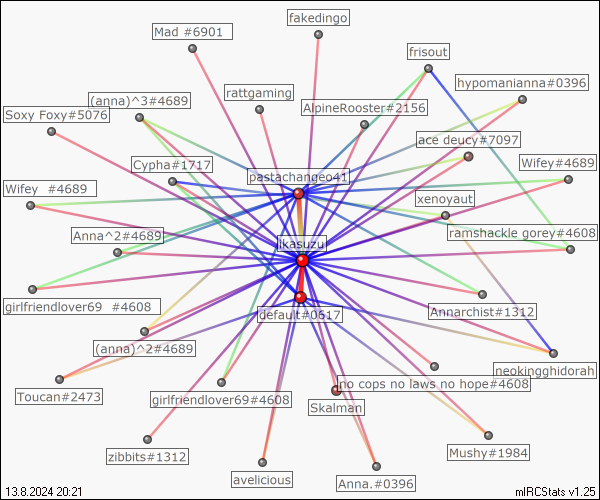 fakedingo
Mad #6901
frisout
hypomanianna#0396
rattgaming
(anna)^3#4689
AlpineRooster#2156
Soxy Foxy#5076
ace deucy#7097
Cypha#1717
Wifey#4689
pastachangeo41
Wifey #4689
xenoyaut
ramshackle gorey#4608
Anna^2#4689
lkasuzu
girlfriendlover69 #4608
Annarchist#1312
default#0617
(anna)^2#4689
neokingghidorah
no cops no laws no hope#4608
Toucan#2473
girlfriendlover69#4608
Skalman
zibbits#1312
Mushy#1984
avelicious
Anna.#0396
13.8.2024 20:21
mIRCStats v1.25